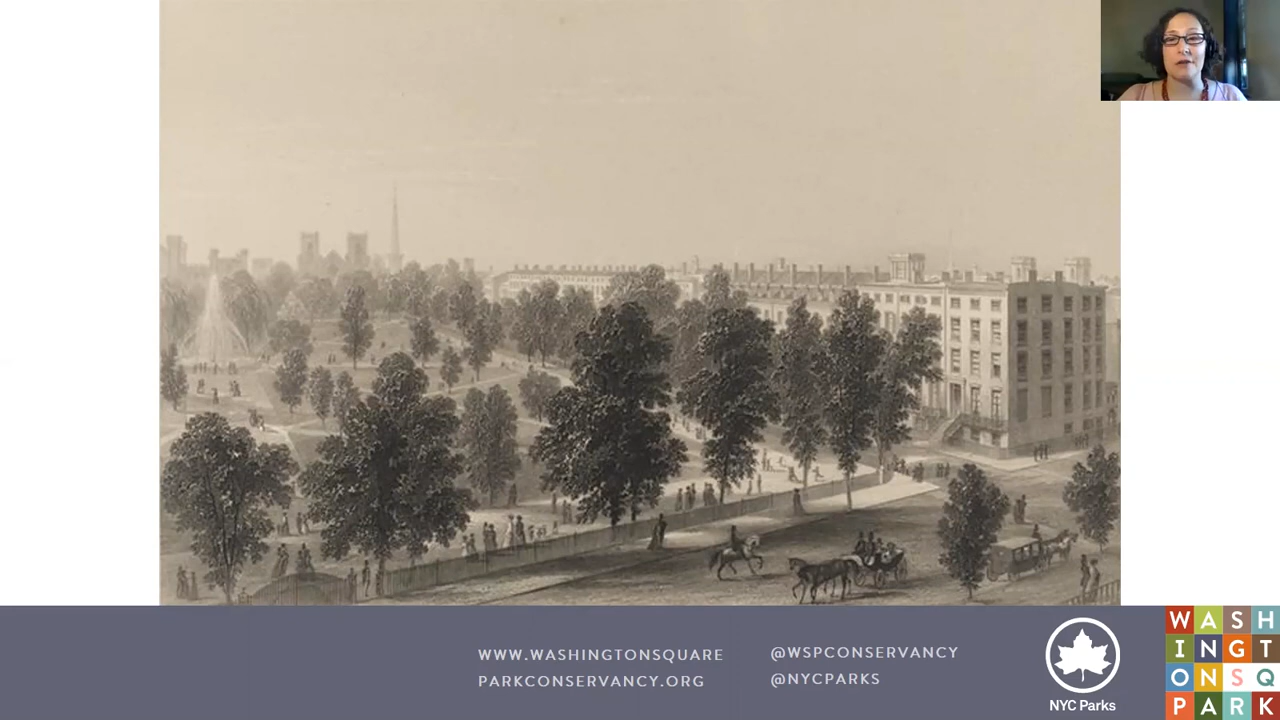 WWW.WASHINGTONSQUARE
PARKCONSERVANCY.ORG
@WSPCONSERVANCY
@NYCPARKS
NYC Parks
WASH
INGT
ONSQ
PARK